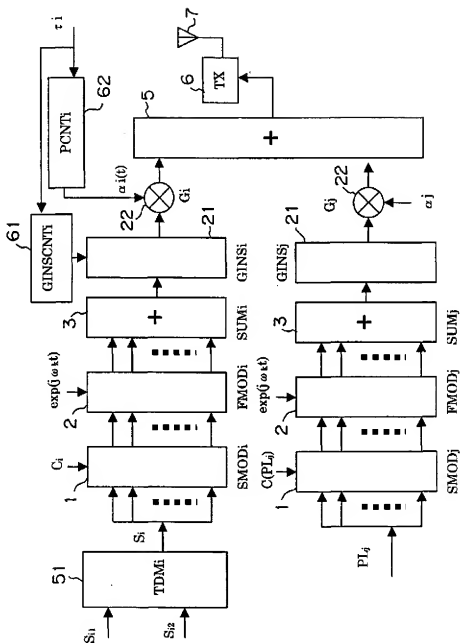 τi
62
PCNTi
61
GINSCNTi
αi(t)
7
6
TX
5
+
22
Gi
21
GINSi
3
+
SUMi
exp(jωkt)
2
FMODi
Ci
1
SMODi
Si
51
TDMi
Si1
Si2
22
Gj
αj
21
GINSj
3
+
SUMj
exp(jωkt)
2
FMODj
C(PLj)
1
SMODj
PLj